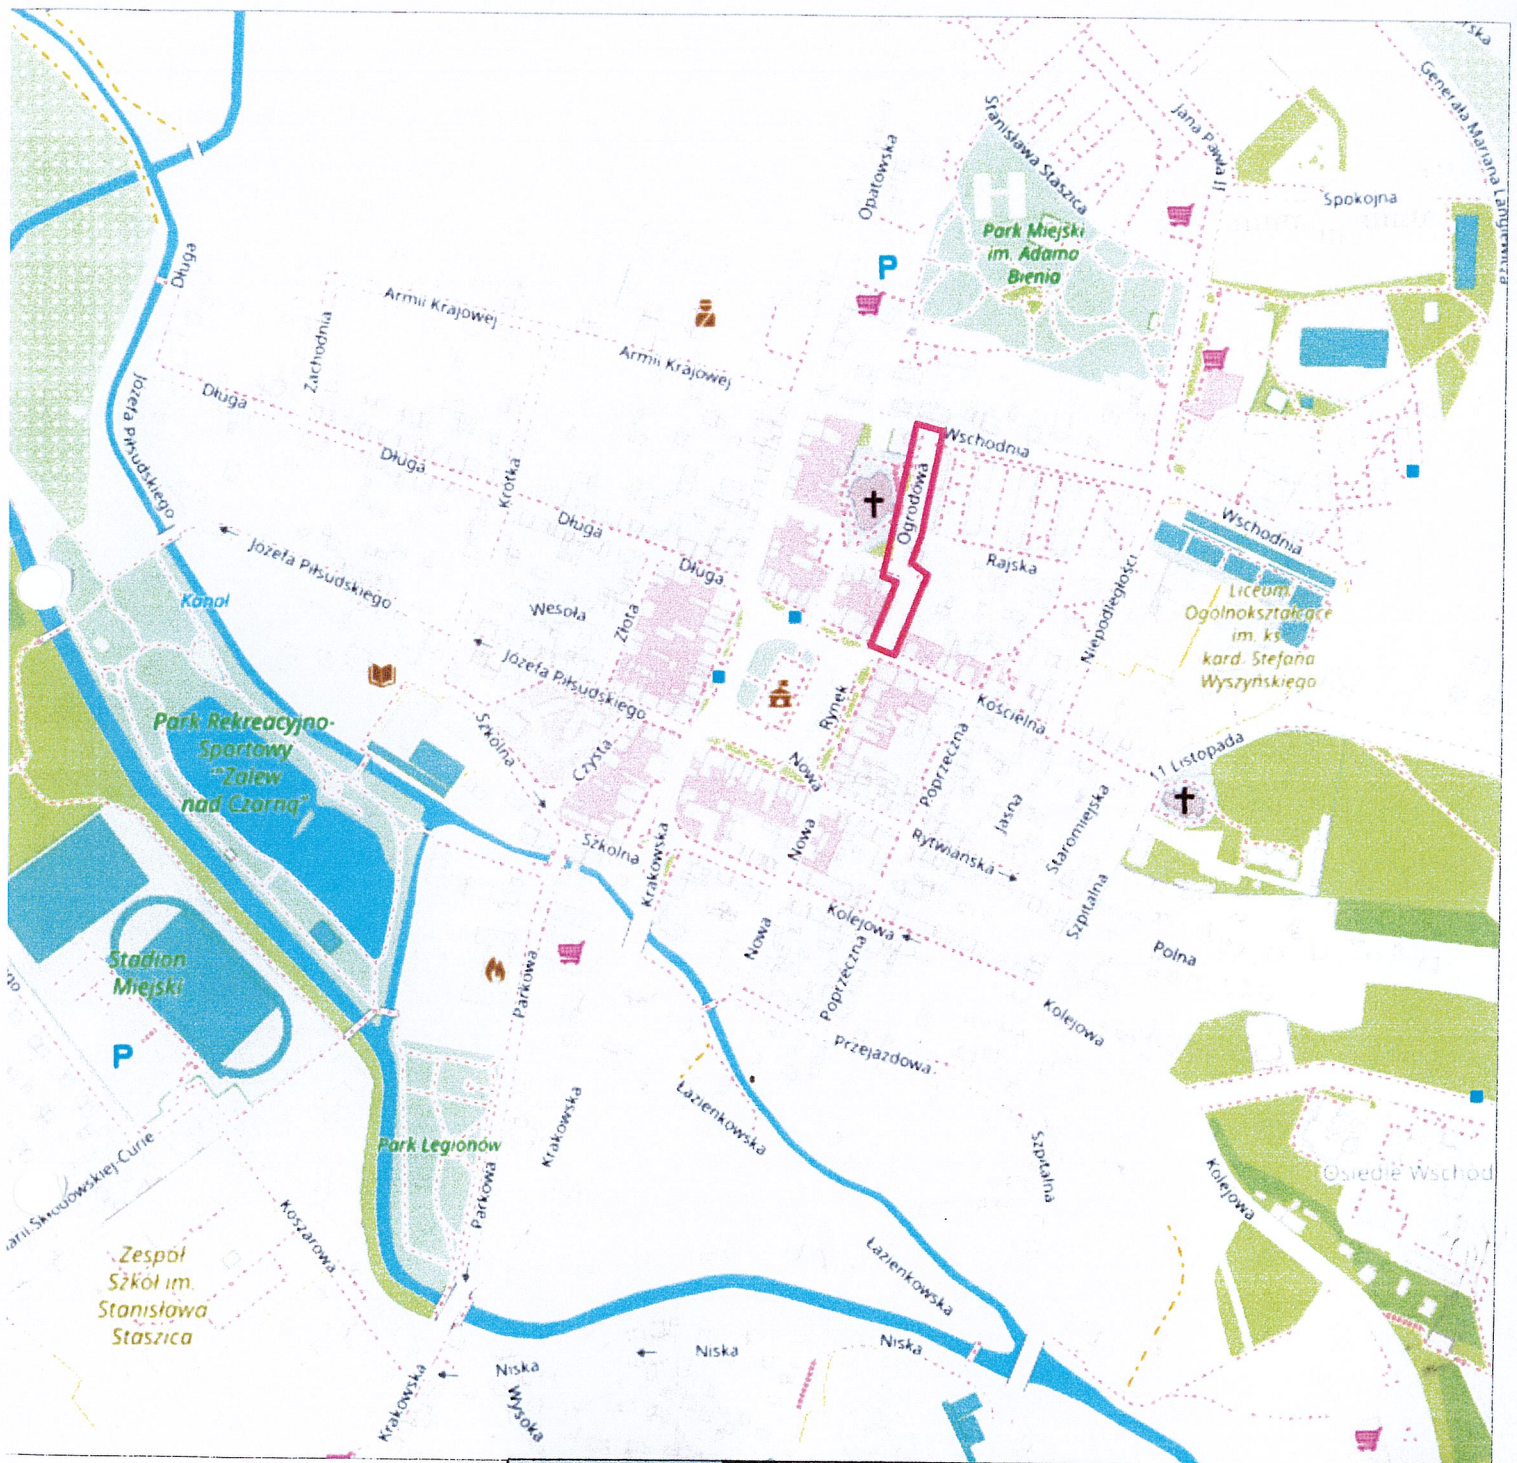 Generała Mariana Langiewicza
Jana Pawła II
Stanisława Staszica
Opatowska
Spokojna
Park Miejski
im. Adama
Bienia
P
Długa
Armii Krajowej
Zachodnia
Armii Krajowej
Józefa Piłsudskiego
Długa
Długa
Krótka
Wschodnia
Ogrodowa
Długa
Wschodnia
Józefa Piłsudskiego
Długa
Rajska
Niepodległości
Kanał
Wesoła
Złota
Liceum
Ogólnokształcące
im. ks
kard. Stefana
Wyszyńskiego
Józefa Piłsudskiego
Rynek
Kościelna
Park Rekreacyjno-
Sportowy
"Zalew
nad Czarną"
Szkolna
Czysta
Nowa
Poprzeczna
11 Listopada
Jasna
Staromiejska
Szkolna
Krakowska
Nowa
Rytwiańska
Szpitalna
Kolejowa
Nowa
Polna
Stadion
Miejski
Parkowa
Poprzeczna
Kolejowa
P
Przejazdowa
Łazienkowska
Krakowska
Park Legionów
Szpitalna
Kolejowa
Osiedle Wschód
Parkowa
Koszarowa
Zespół
Szkół im.
Stanisława
Staszica
Łazienkowska
Niska
Niska
Niska
Krakowska
Wysoka